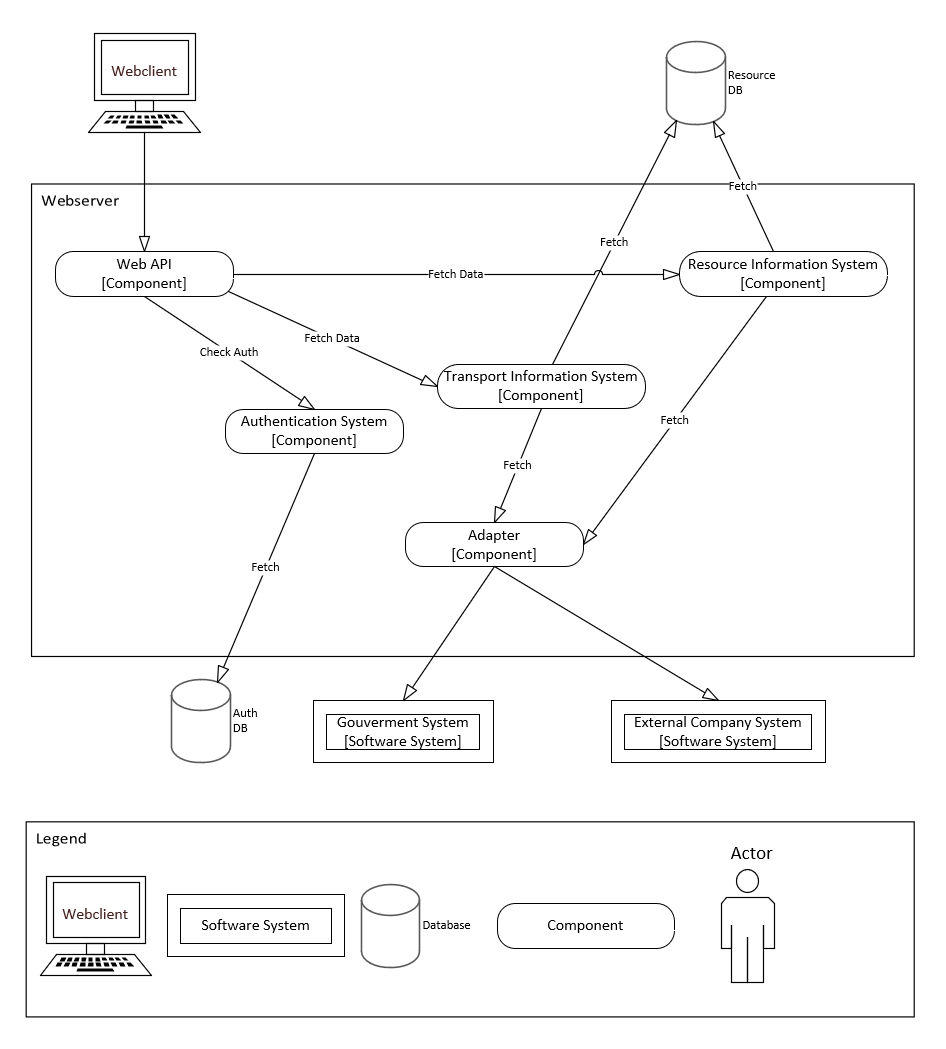 Webclient
Resource
DB
Webserver
Fetch
Fetch
Web API
[Component]
Fetch Data
Resource Information System
[Component]
Fetch Data
Check Auth
Transport Information System
[Component]
Authentication System
[Component]
Fetch
Fetch
Adapter
[Component]
Fetch
Auth
DB
Gouverment System
[Software System]
External Company System
[Software System]
Legend
Actor
Webclient
Software System
Database
Component